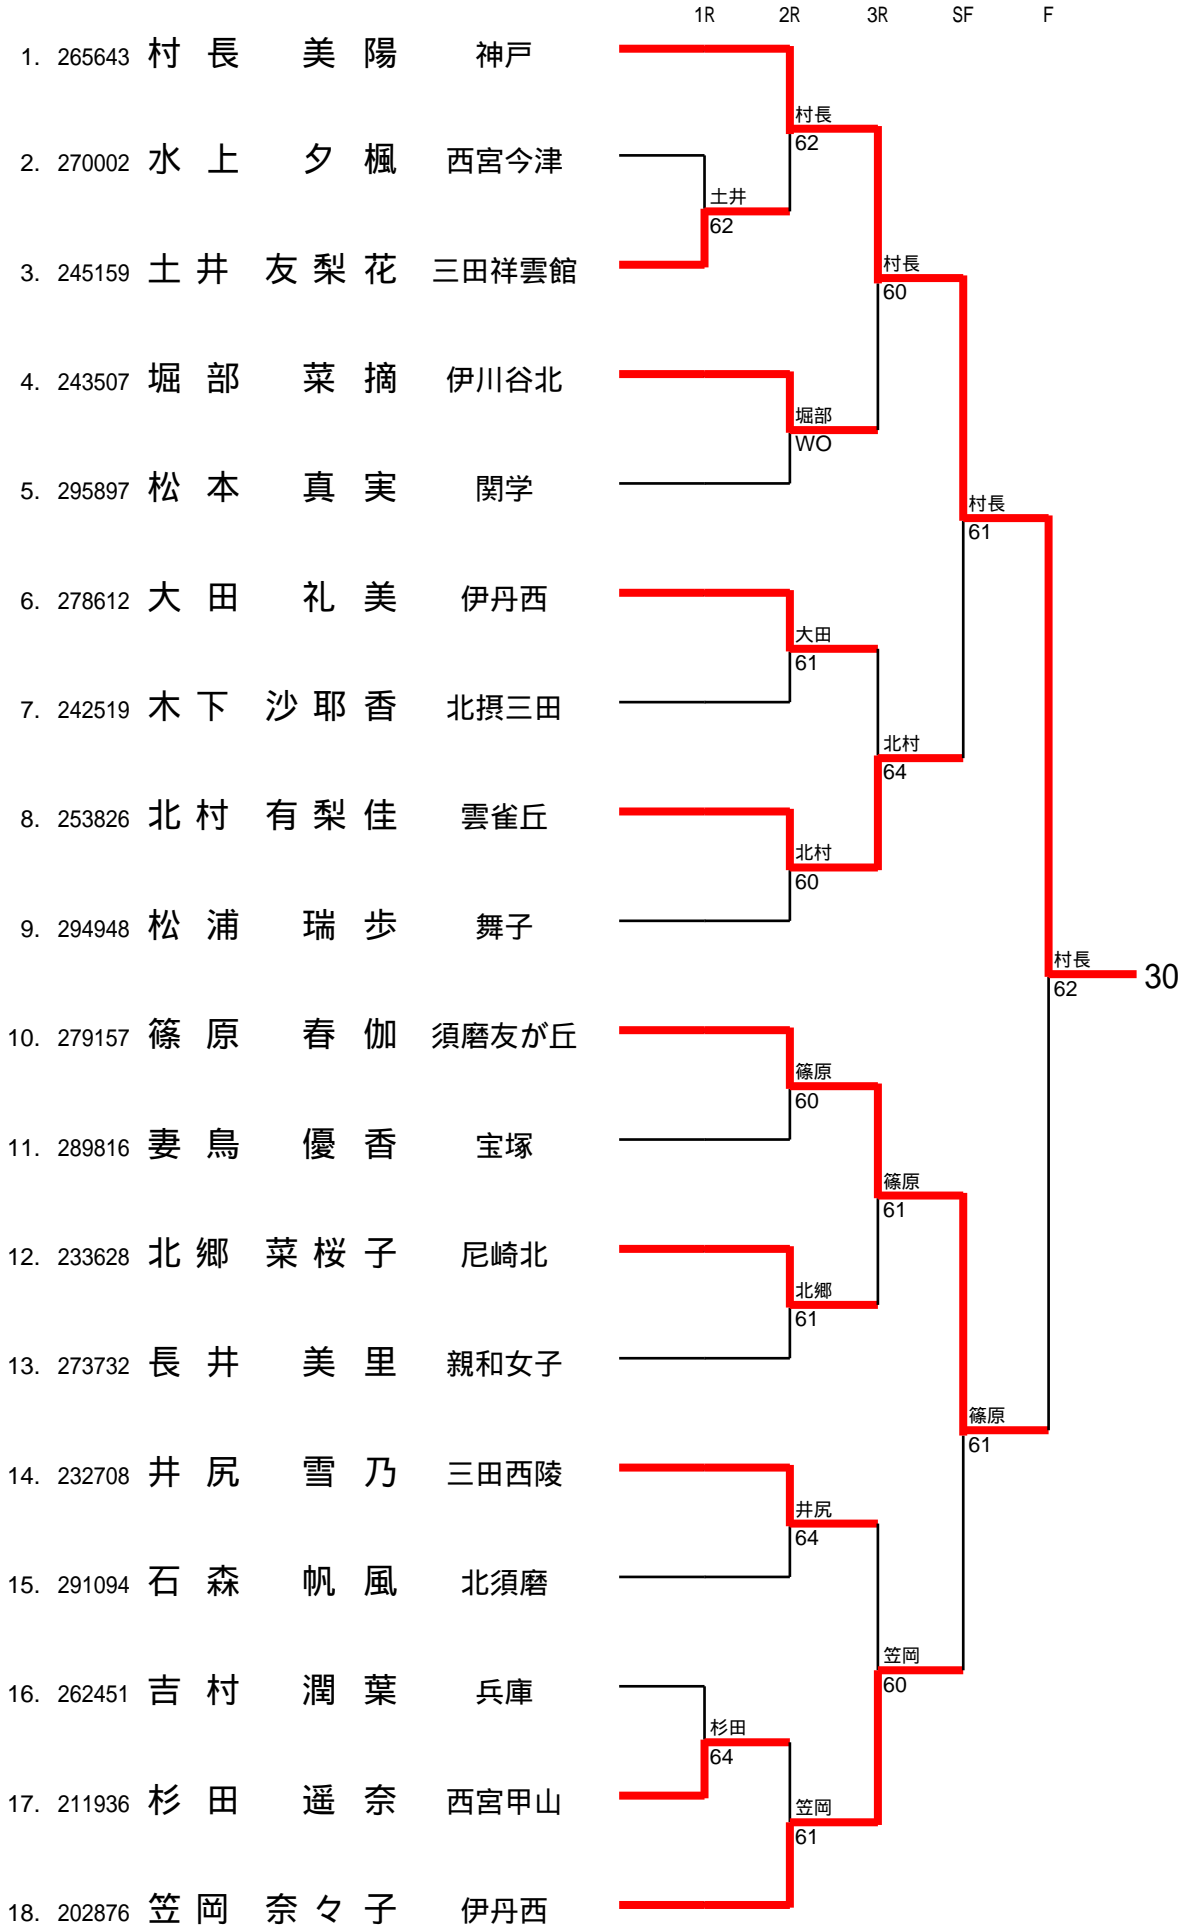 1R 2R 3R SF F
1. 265643 村長 美陽 神戸
村長
62
2. 270002 水上 夕楓 西宮今津
土井
62
3. 245159 土井 友梨花 三田祥雲館
村長
60
4. 243507 堀部 菜摘 伊川谷北
堀部
WO
5. 295897 松本 真実 関学
村長
61
6. 278612 大田 礼美 伊丹西
大田
61
7. 242519 木下 沙耶香 北摂三田
北村
64
8. 253826 北村 有梨佳 雲雀丘
北村
60
9. 294948 松浦 瑞歩 舞子
村長
62 30
10. 279157 篠原 春伽 須磨友が丘
篠原
60
11. 289816 妻鳥 優香 宝塚
篠原
61
12. 233628 北郷 菜桜子 尼崎北
北郷
61
13. 273732 長井 美里 親和女子
篠原
61
14. 232708 井尻 雪乃 三田西陵
井尻
64
15. 291094 石森 帆風 北須磨
笠岡
60
16. 262451 吉村 潤葉 兵庫
杉田
64
17. 211936 杉田 遥奈 西宮甲山
笠岡
61
18. 202876 笠岡 奈々子 伊丹西